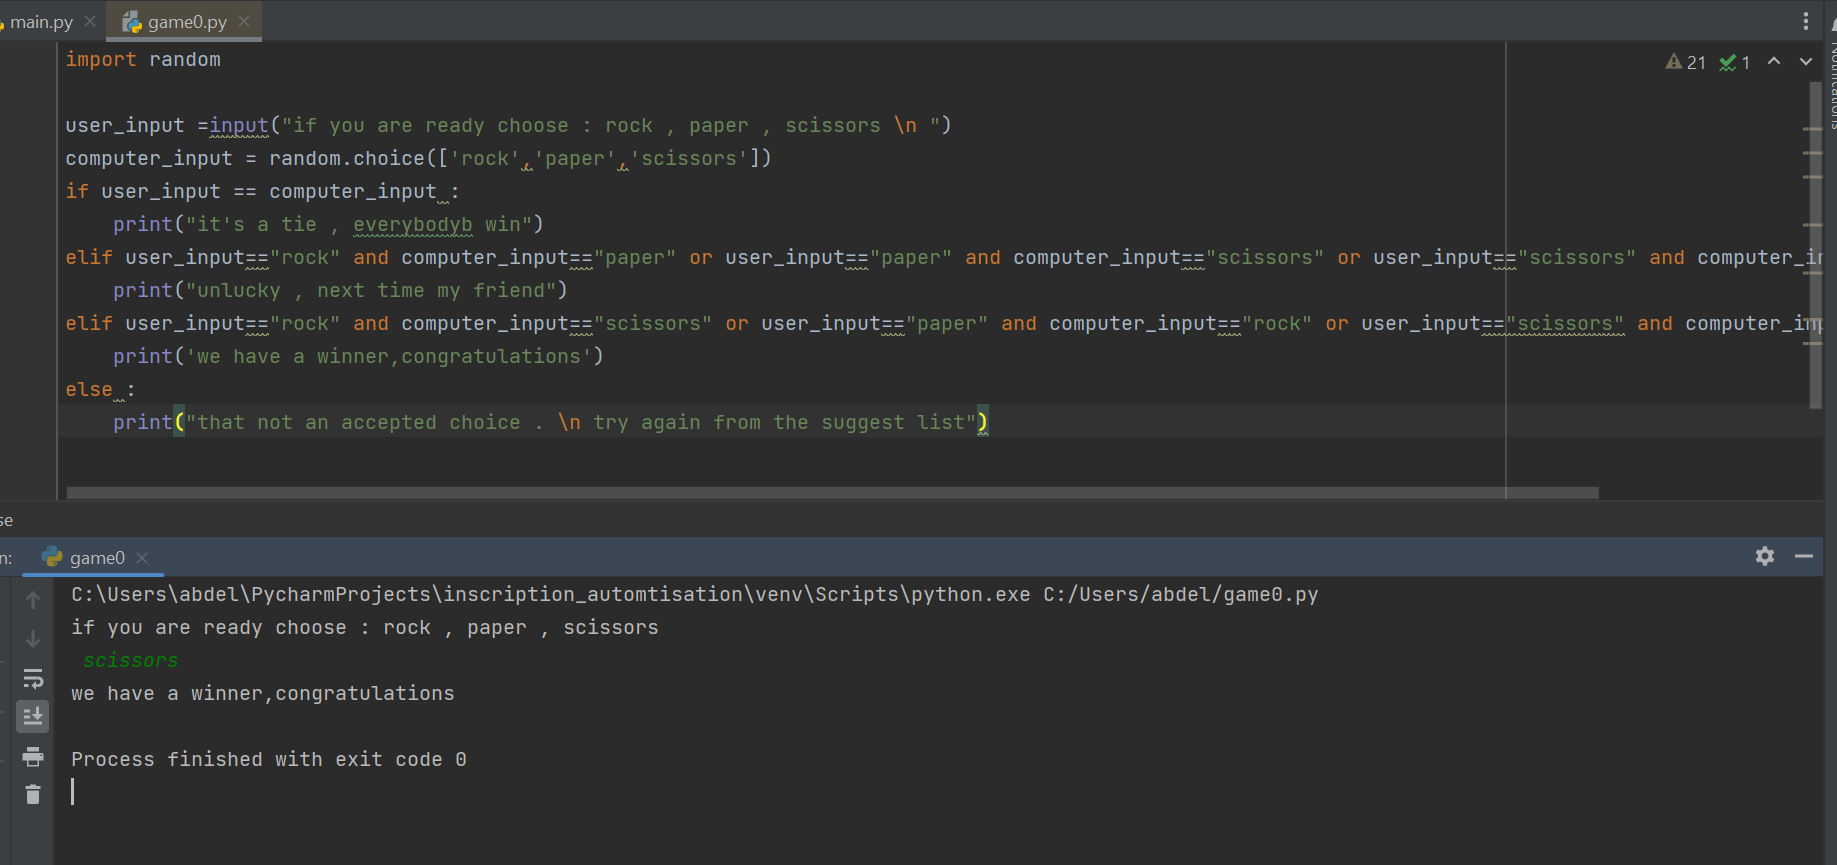 main.py game0.py
import random
21 1
user_input =input("if you are ready choose : rock , paper , scissors \n ")
computer_input = random.choice(['rock','paper','scissors'])
if user_input == computer_input :
print("it's a tie , everybodyb win")
elif user_input=="rock" and computer_input=="paper" or user_input=="paper" and computer_input=="scissors" or user_input=="scissors" and computer_in
print("unlucky , next time my friend")
elif user_input=="rock" and computer_input=="scissors" or user_input=="paper" and computer_input=="rock" or user_input=="scissors" and computer_inp
print('we have a winner,congratulations')
else :
print("that not an accepted choice . \n try again from the suggest list")
Notifications
se
n: game0
C:\Users\abdel\PycharmProjects\inscription_automtisation\venv\Scripts\python.exe C:/Users/abdel/game0.py
if you are ready choose : rock , paper , scissors
scissors
we have a winner,congratulations
Process finished with exit code 0